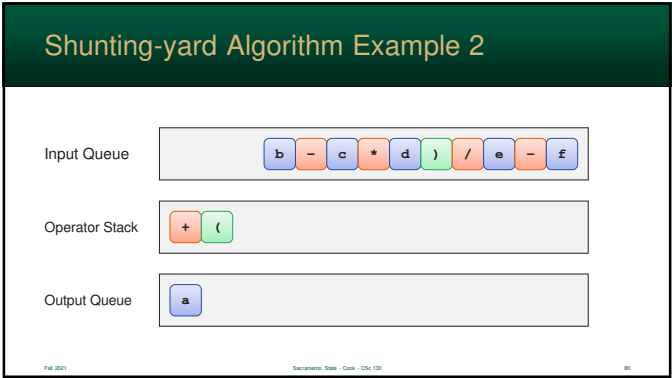 Shunting-yard Algorithm Example 2
Input Queue
b - c * d ) / e - f
Operator Stack
+ (
Output Queue
a
Fall 2021
Sacramento State - Cook - CSc 130
80